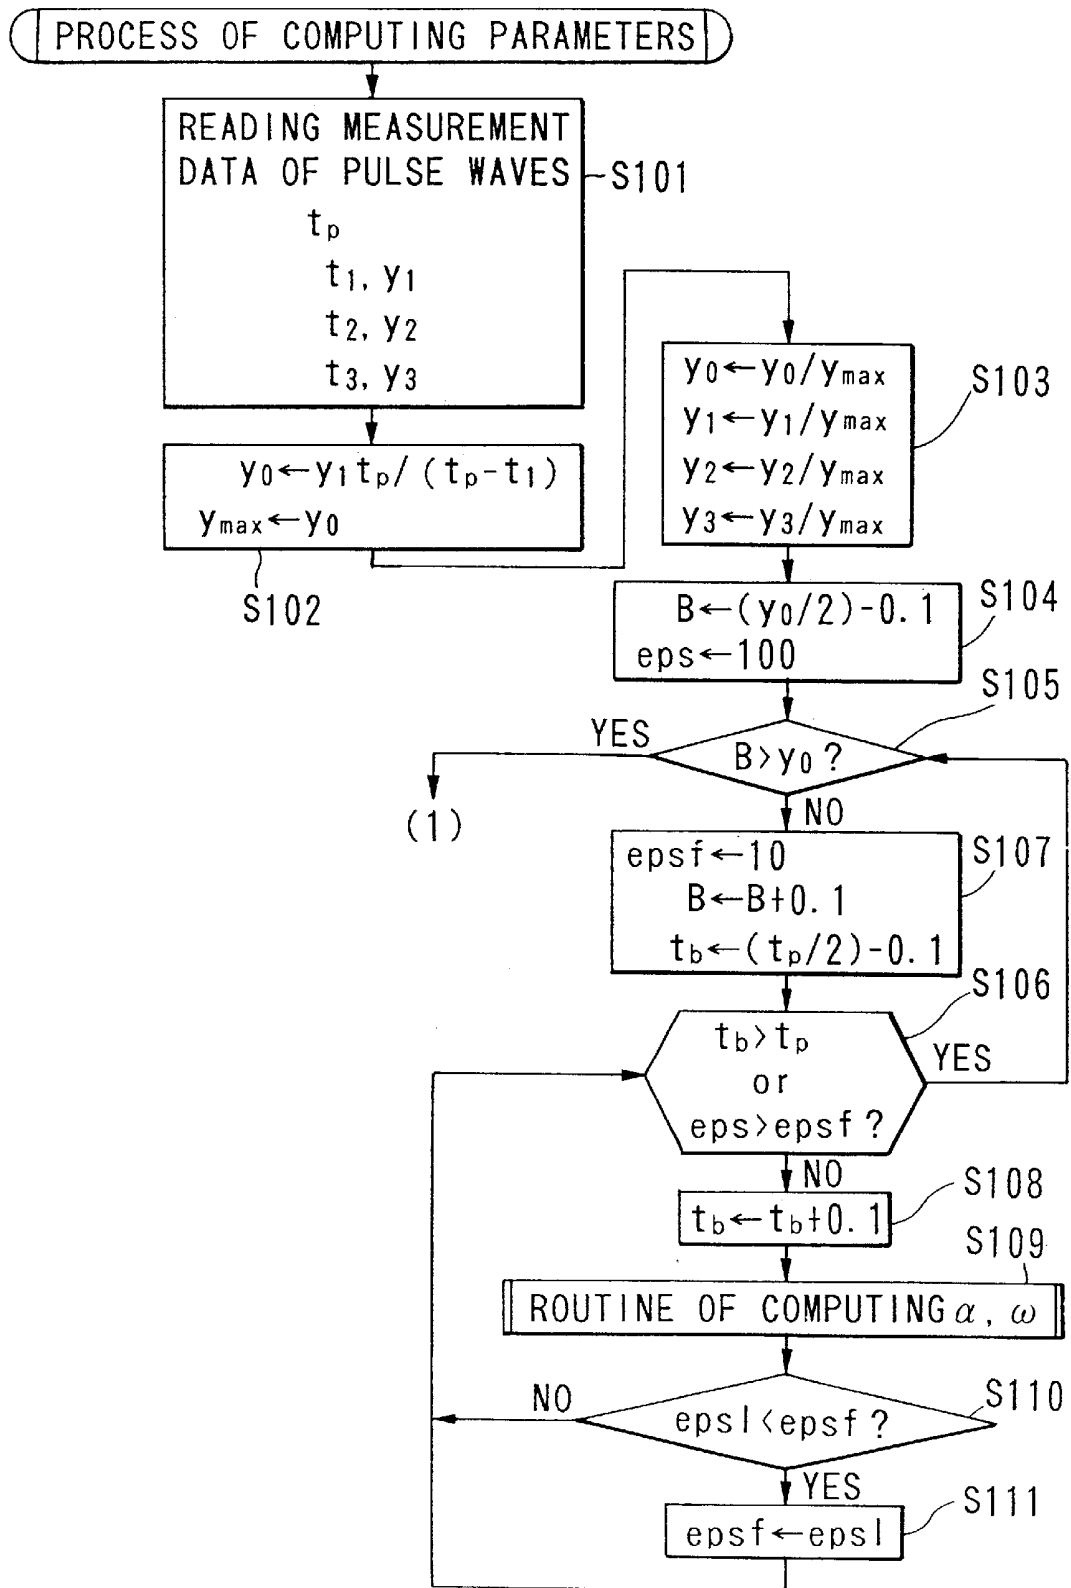 PROCESS OF COMPUTING PARAMETERS
READING MEASUREMENT
DATA OF PULSE WAVES
tp
t1, y1
t2, y2
t3, y3
S101
y0←y1tp/(tp-t1)
ymax←y0
S102
y0←y0/ymax
y1←y1/ymax
y2←y2/ymax
y3←y3/ymax
S103
B←(y0/2)-0.1
eps←100
S104
S105
B>y0?
YES
(1)
NO
epsf←10
B←B+0.1
tb←(tp/2)-0.1
S107
S106
tb>tp
or
eps>epsf?
YES
NO
tb←tb+0.1
S108
S109
ROUTINE OF COMPUTING α, ω
epsl<epsf?
S110
NO
YES
epsf←epsl
S111